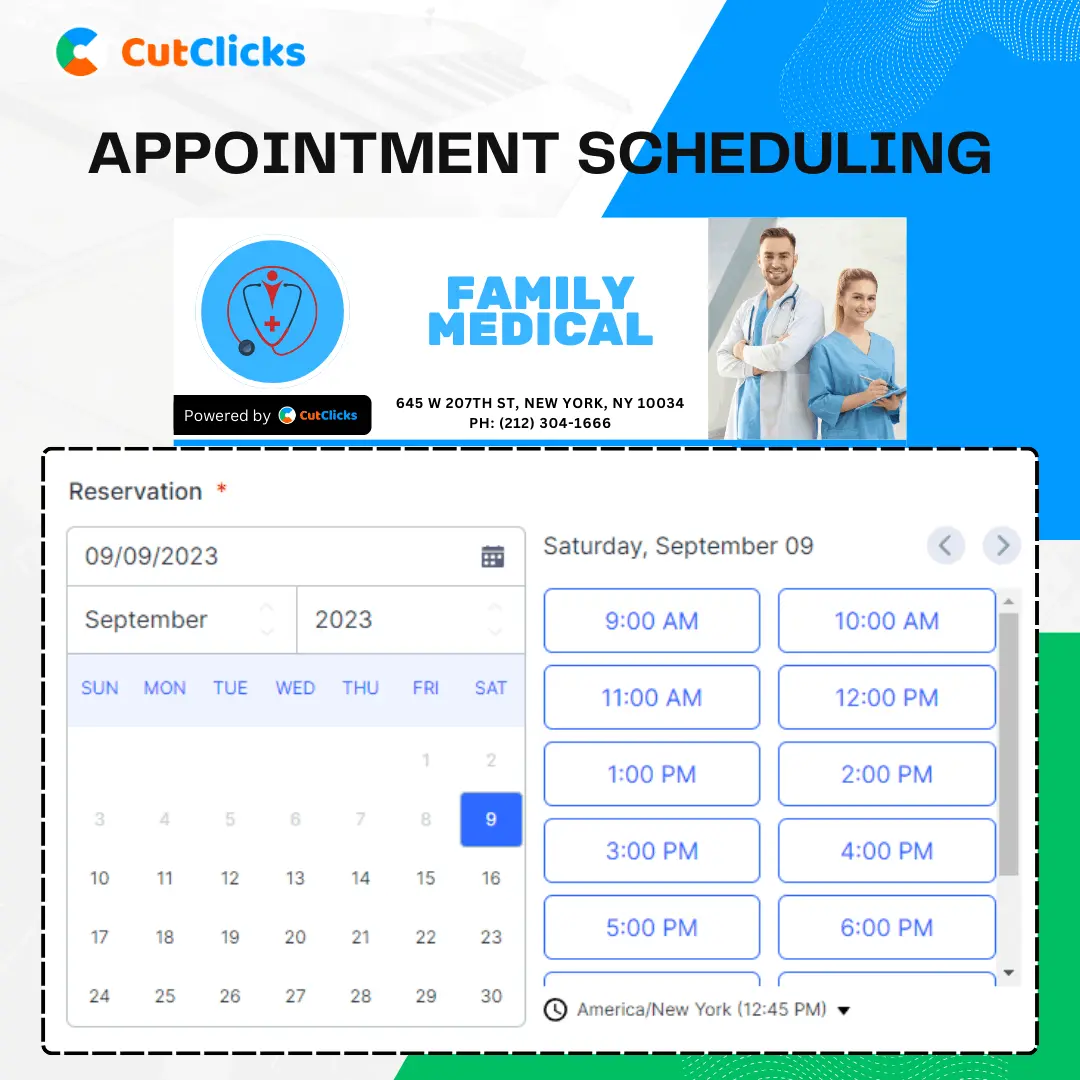 CutClicks
APPOINTMENT SCHEDULING
FAMILY
MEDICAL
Powered by CutClicks
645 W 207TH ST, NEW YORK, NY 10034
PH: (212) 304-1666
Reservation *
09/09/2023
September 2023
SUN MON TUE WED THU FRI SAT
1 2
3 4 5 6 7 8 9
10 11 12 13 14 15 16
17 18 19 20 21 22 23
24 25 26 27 28 29 30
Saturday, September 09
9:00 AM 10:00 AM
11:00 AM 12:00 PM
1:00 PM 2:00 PM
3:00 PM 4:00 PM
5:00 PM 6:00 PM
America/New York (12:45 PM)